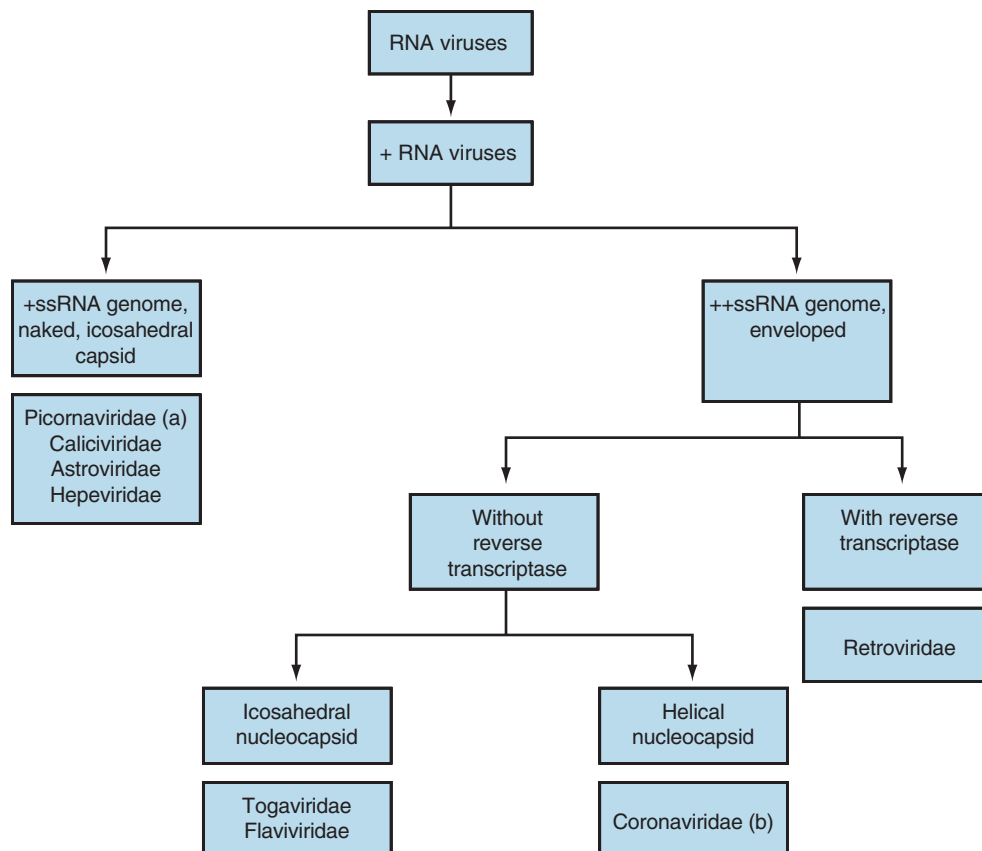 RNA viruses
+ RNA viruses
+ssRNA genome,
naked, icosahedral
capsid
++ssRNA genome,
enveloped
Picornaviridae (a)
Caliciviridae
Astroviridae
Hepeviridae
Without
reverse
transcriptase
With reverse
transcriptase
Retroviridae
Icosahedral
nucleocapsid
Helical
nucleocapsid
Togaviridae
Flaviviridae
Coronaviridae (b)